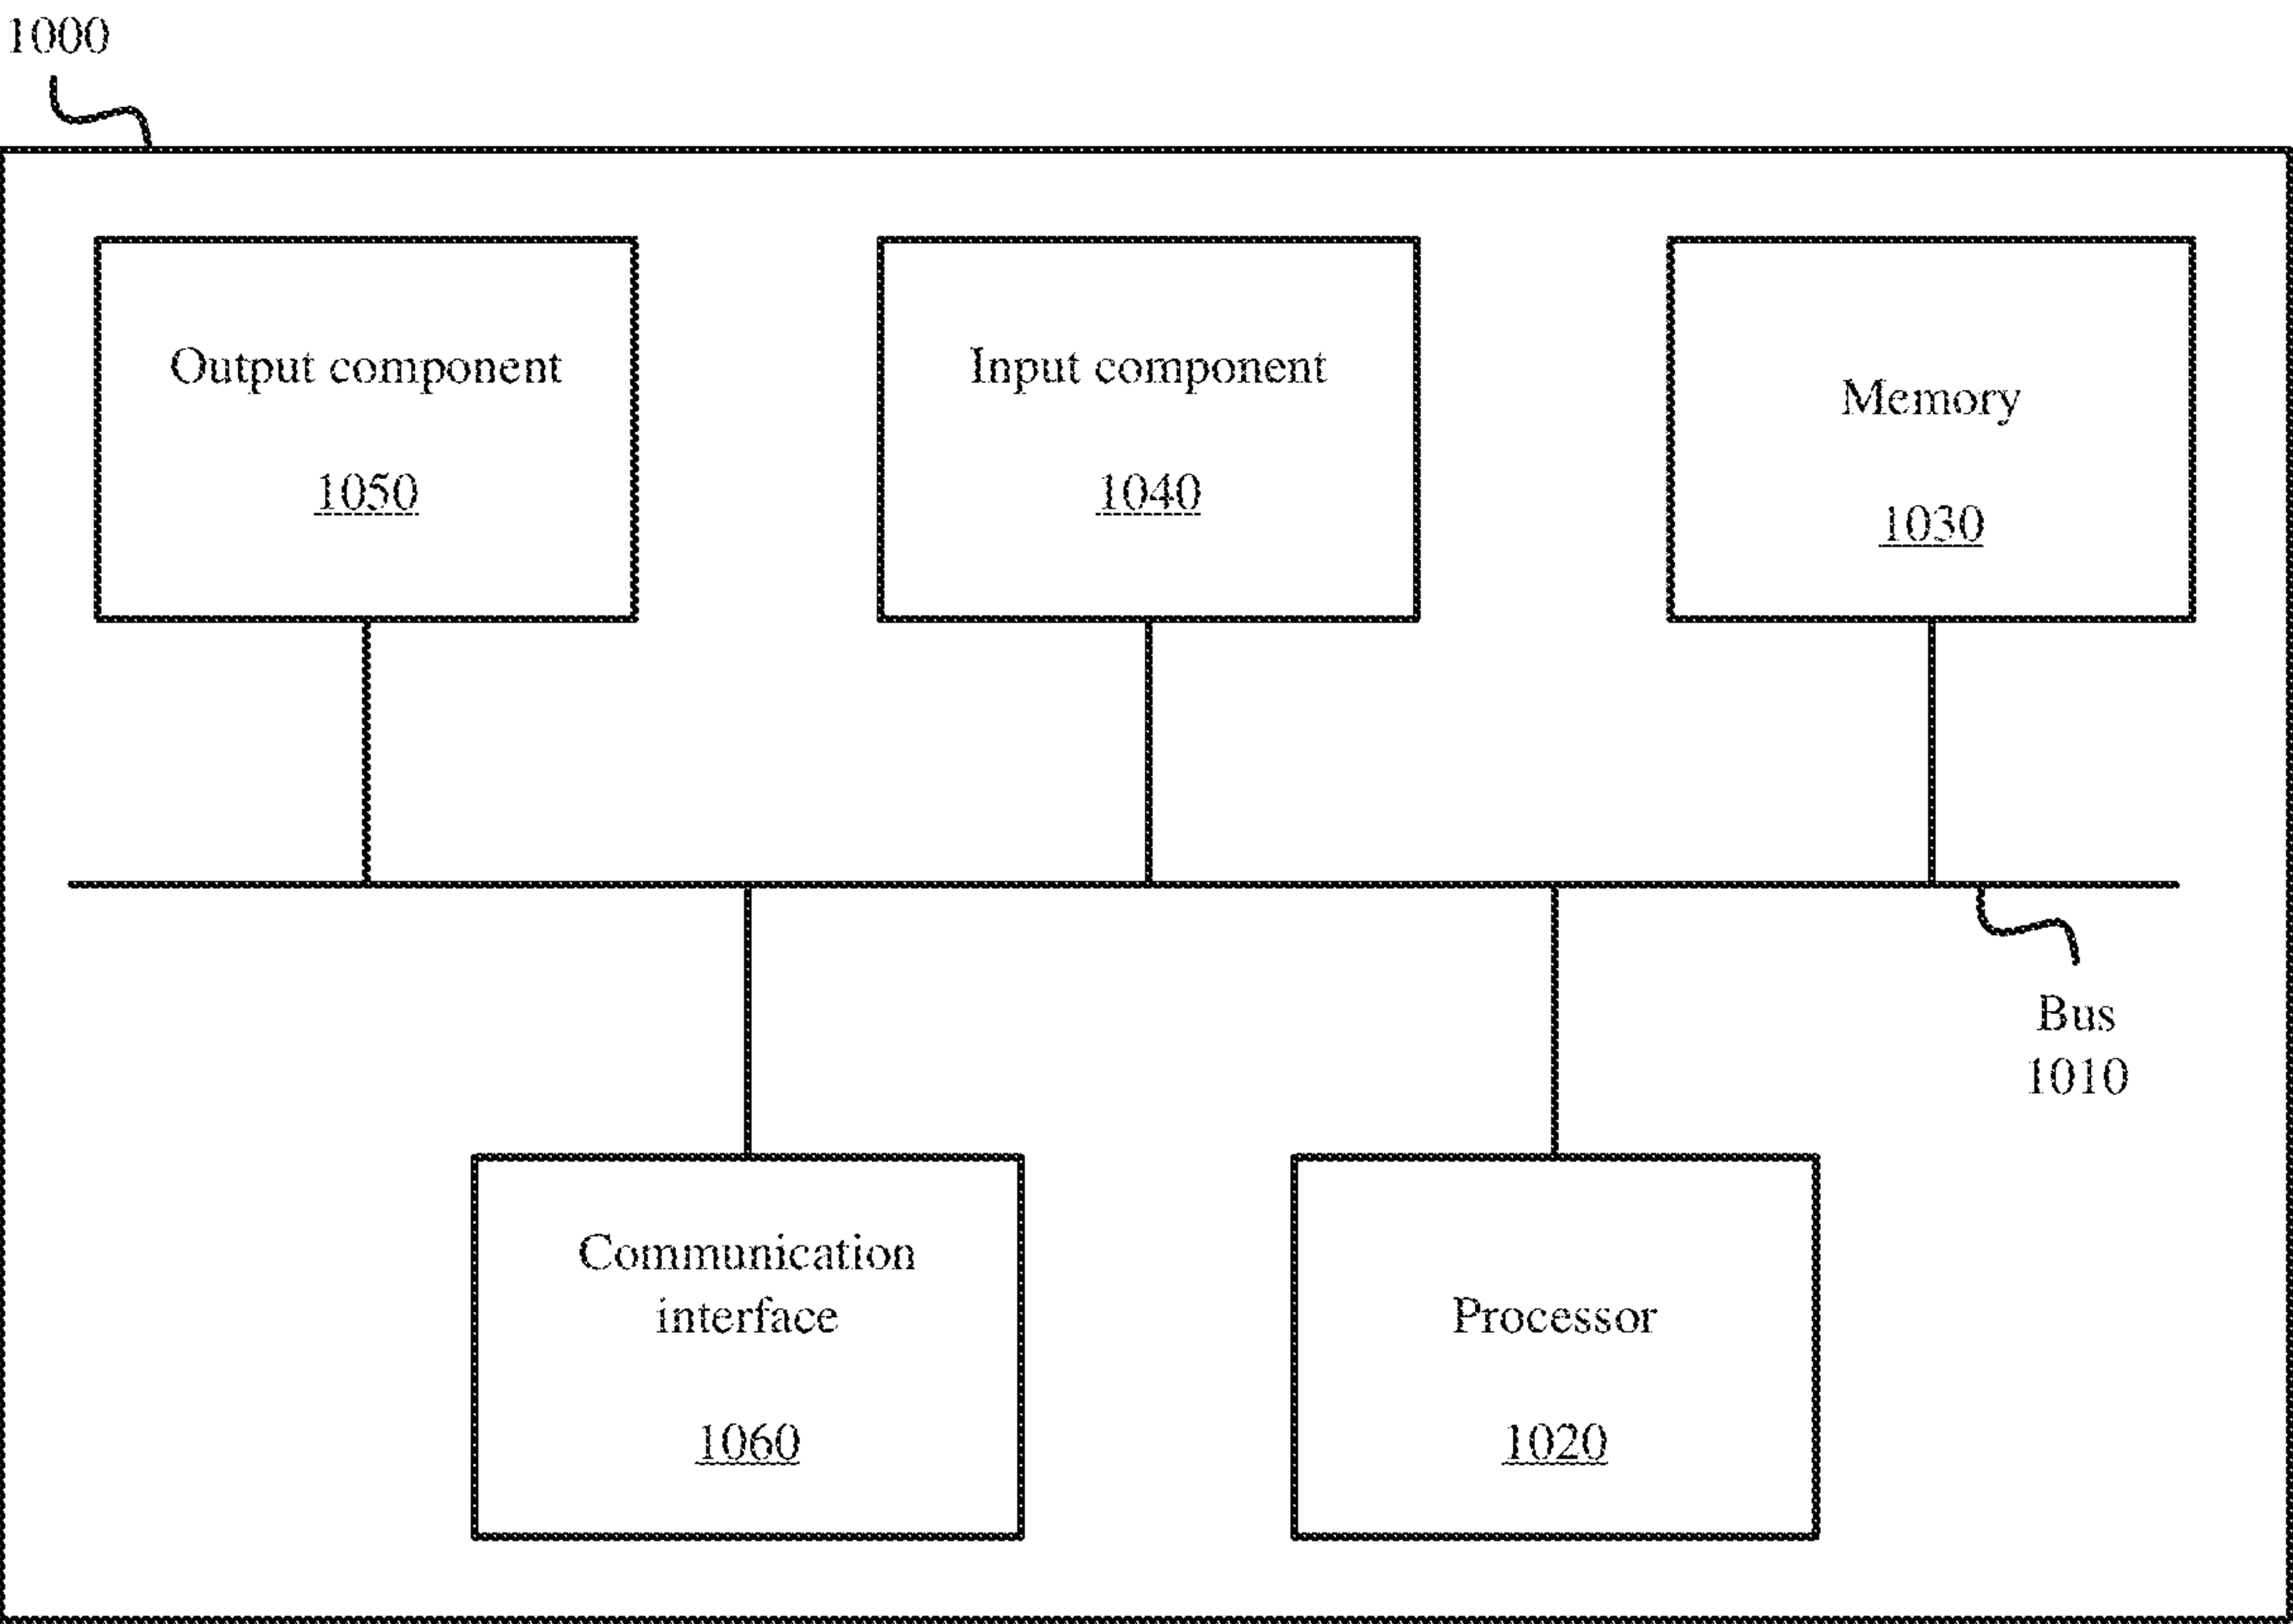 1000
Output component
1050
Input component
1040
Memory
1030
Bus
1010
Communication
interface
1060
Processor
1020